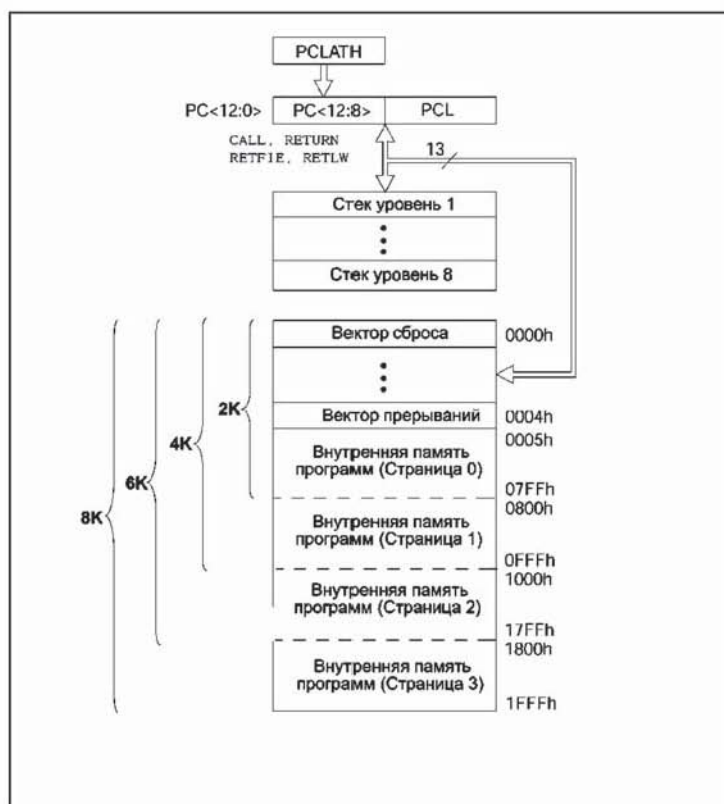 PCLATH
PC<12:0> PC<12:8> PCL
CALL, RETURN
RETFIE, RETLW
13
Стек уровень 1
Стек уровень 8
Вектор сброса 0000h
2K
Вектор прерываний 0004h
0005h
4K
Внутренняя память
программ (Страница 0)
6K
07FFh
0800h
8K
Внутренняя память
программ (Страница 1)
0FFFh
1000h
Внутренняя память
программ (Страница 2)
17FFh
1800h
Внутренняя память
программ (Страница 3)
1FFFh